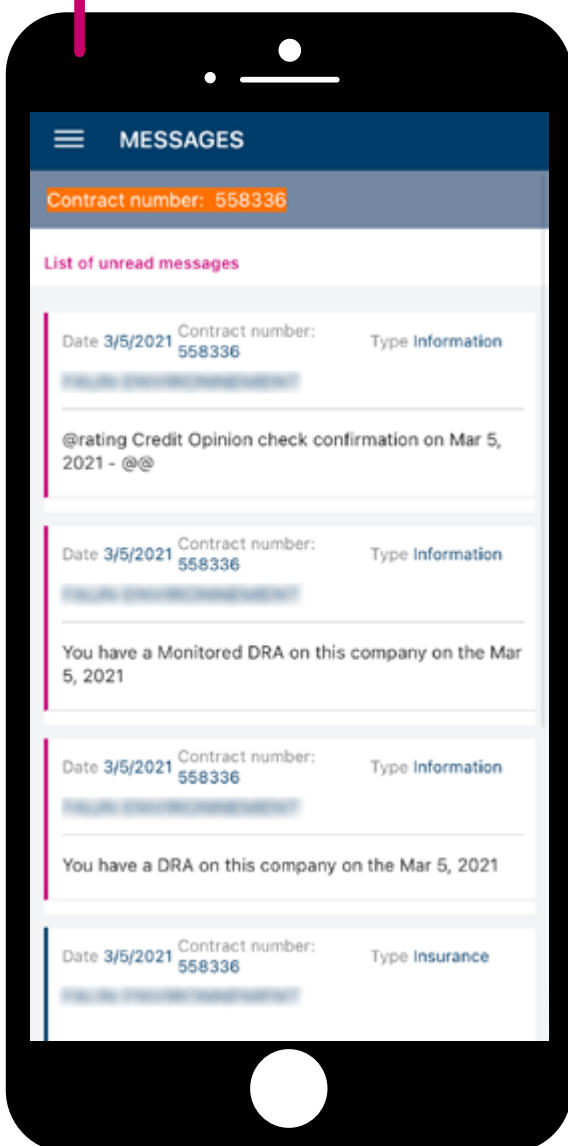 MESSAGES
Contract number: 558336
List of unread messages
Date 3/5/2021 Contract number: 558336 Type Information
@rating Credit Opinion check confirmation on Mar 5,
2021 - @@
Date 3/5/2021 Contract number: 558336 Type Information
You have a Monitored DRA on this company on the Mar
5, 2021
Date 3/5/2021 Contract number: 558336 Type Information
You have a DRA on this company on the Mar 5, 2021
Date 3/5/2021 Contract number: 558336 Type Insurance